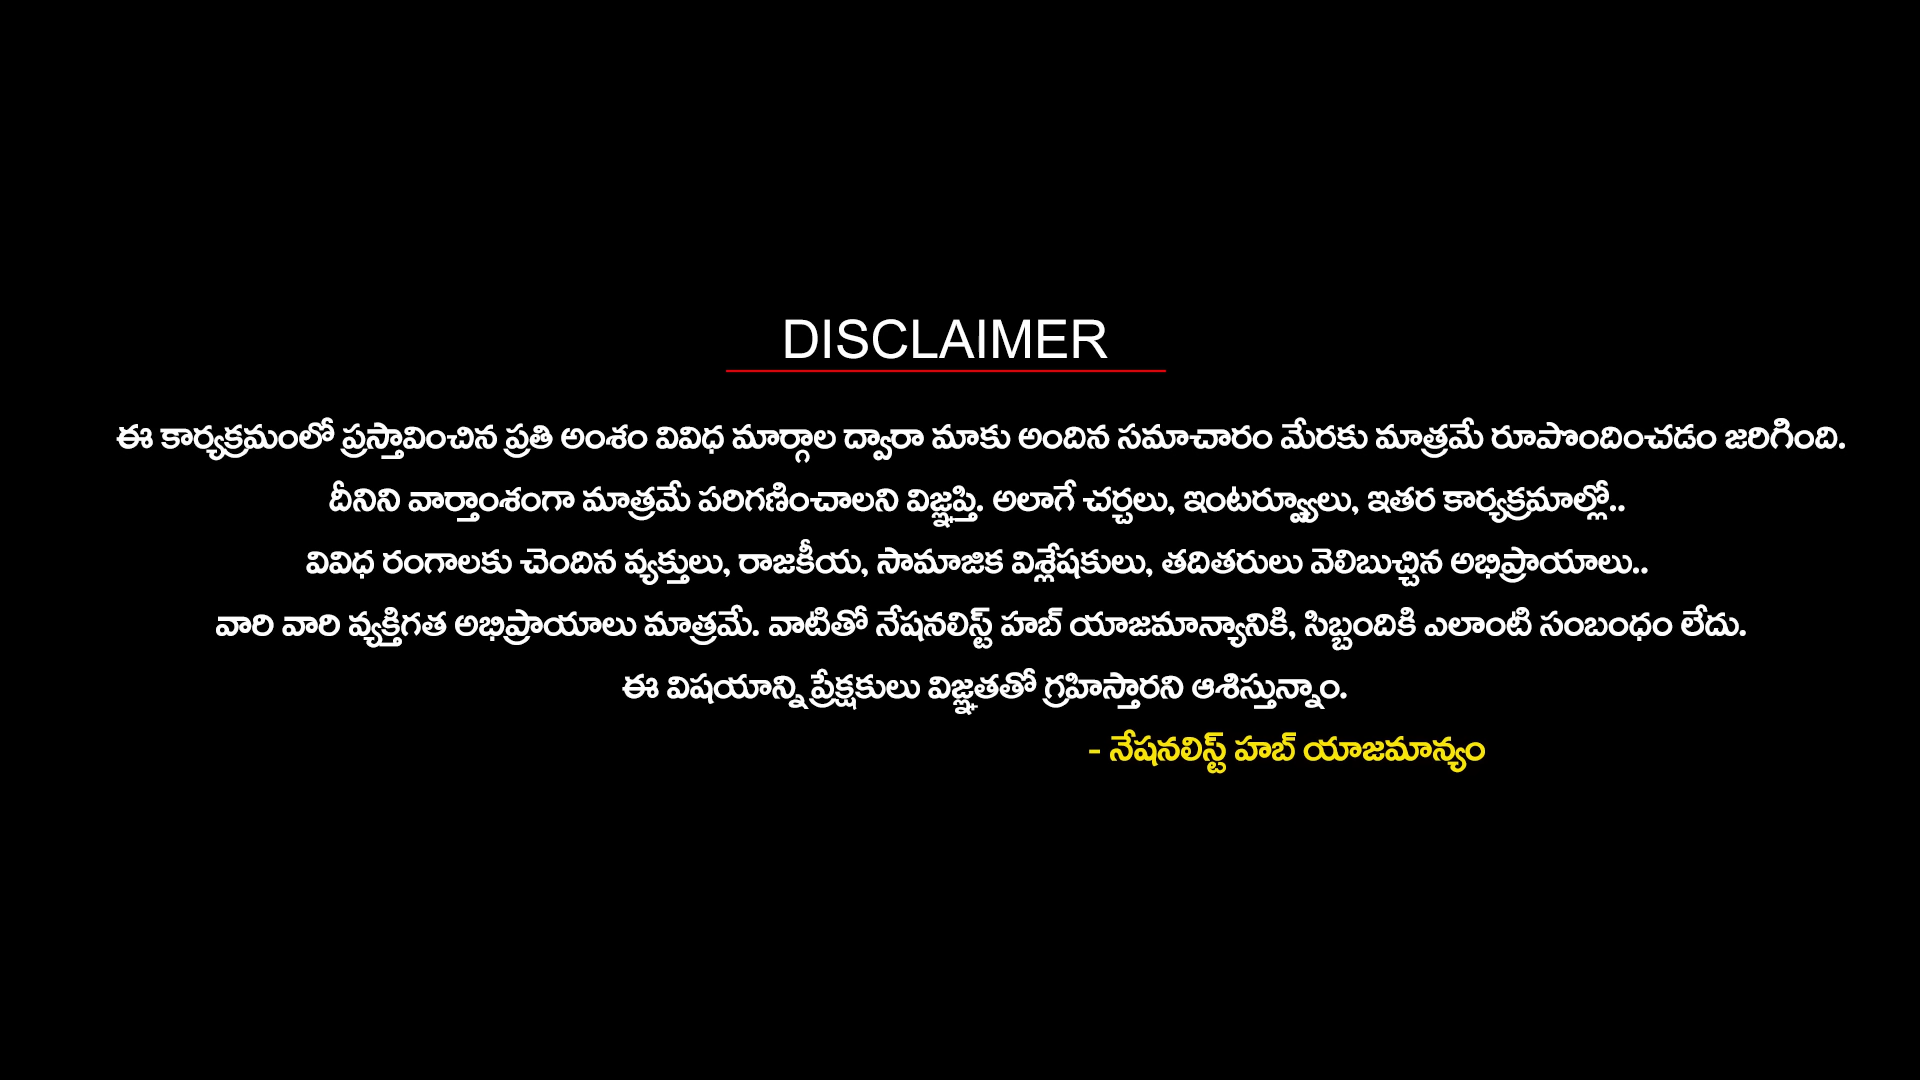 DISCLAIMER
ఈ కార్యక్రమంలో ప్రస్తావించిన ప్రతి అంశం వివిధ మార్గాల ద్వారా మాకు అందిన సమాచారం మేరకు మాత్రమే రూపొందించడం జరిగింది.
దీనిని వార్తాంశంగా మాత్రమే పరిగణించాలని విజ్ఞప్తి. అలాగే చర్చలు, ఇంటర్వ్యూలు, ఇతర కార్యక్రమాల్లో..
వివిధ రంగాలకు చెందిన వ్యక్తులు, రాజకీయ, సామాజిక విశ్లేషకులు, తదితరులు వెలిబుచ్చిన అభిప్రాయాలు..
వారి వారి వ్యక్తిగత అభిప్రాయాలు మాత్రమే. వాటితో నేషనలిస్ట్ హబ్ యాజమాన్యానికి, సిబ్బందికి ఎలాంటి సంబంధం లేదు.
ఈ విషయాన్ని ప్రేక్షకులు విజ్ఞతతో గ్రహిస్తారని ఆశిస్తున్నాం.
- నేషనలిస్ట్ హబ్ యాజమాన్యం